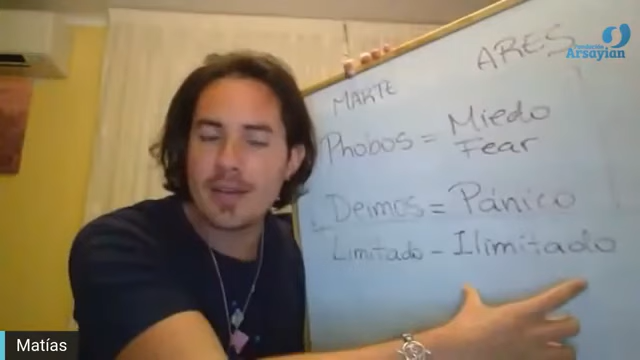 Fundación
Arsayian
ARES
MARTE
Phobos = Miedo
Fear
Deimos = Pánico
Limitado - Ilimitado
Matías